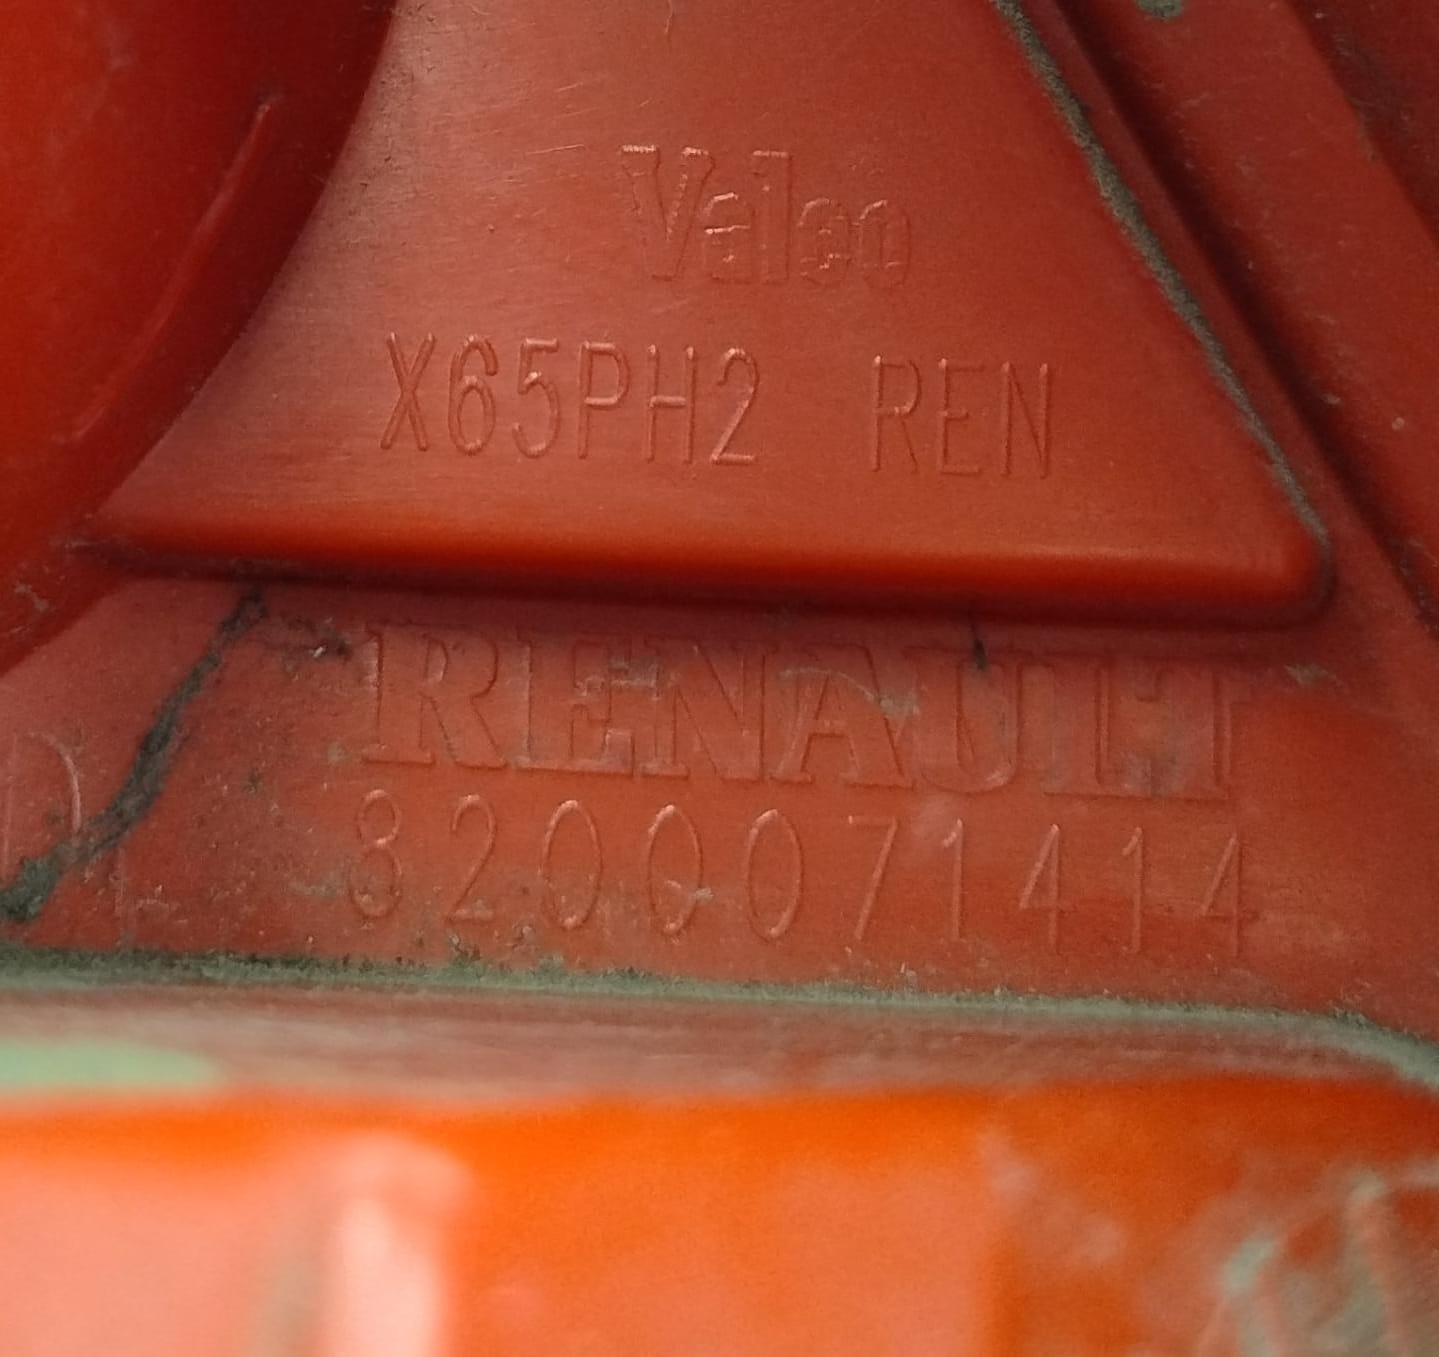 Valeo
X65PH2 REN
RENAULT
8200071414
D